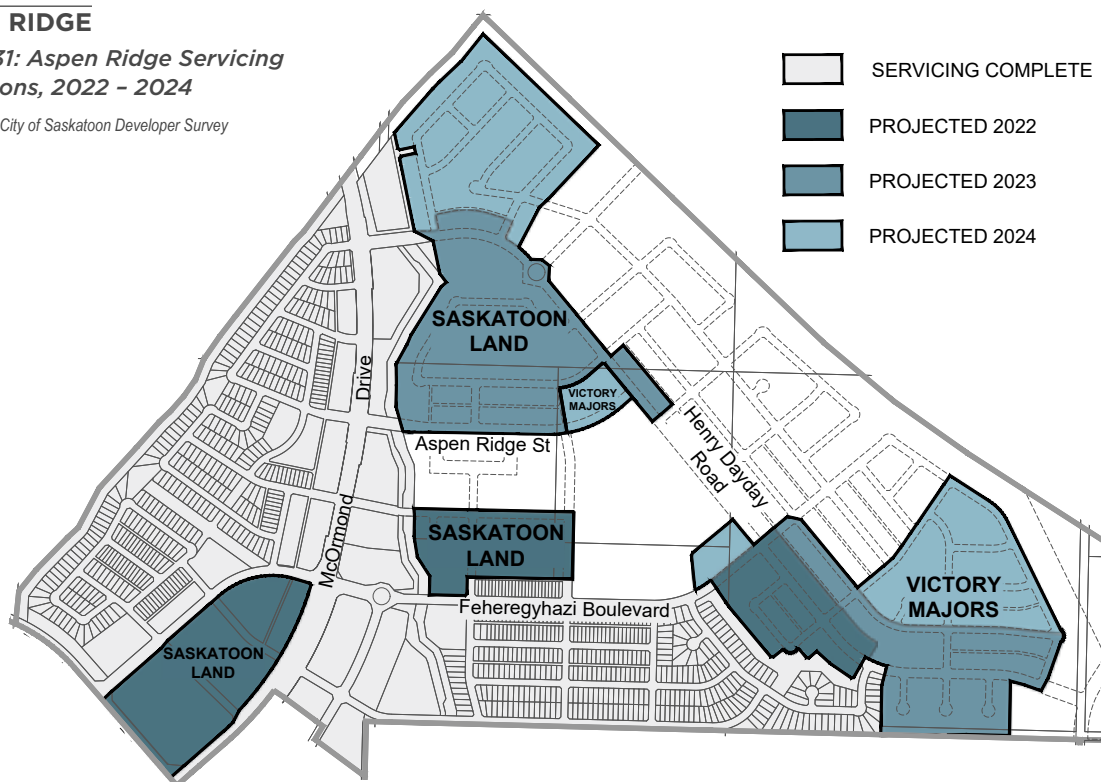 RIDGE
31: Aspen Ridge Servicing
ons, 2022 – 2024
City of Saskatoon Developer Survey
SERVICING COMPLETE
PROJECTED 2022
PROJECTED 2023
PROJECTED 2024
SASKATOON
LAND
Drive
VICTORY
MAJORS
Aspen Ridge St
Henry Dayday
Road
McOrmond
SASKATOON
LAND
VICTORY
MAJORS
Feheregyhazi Boulevard
SASKATOON
LAND